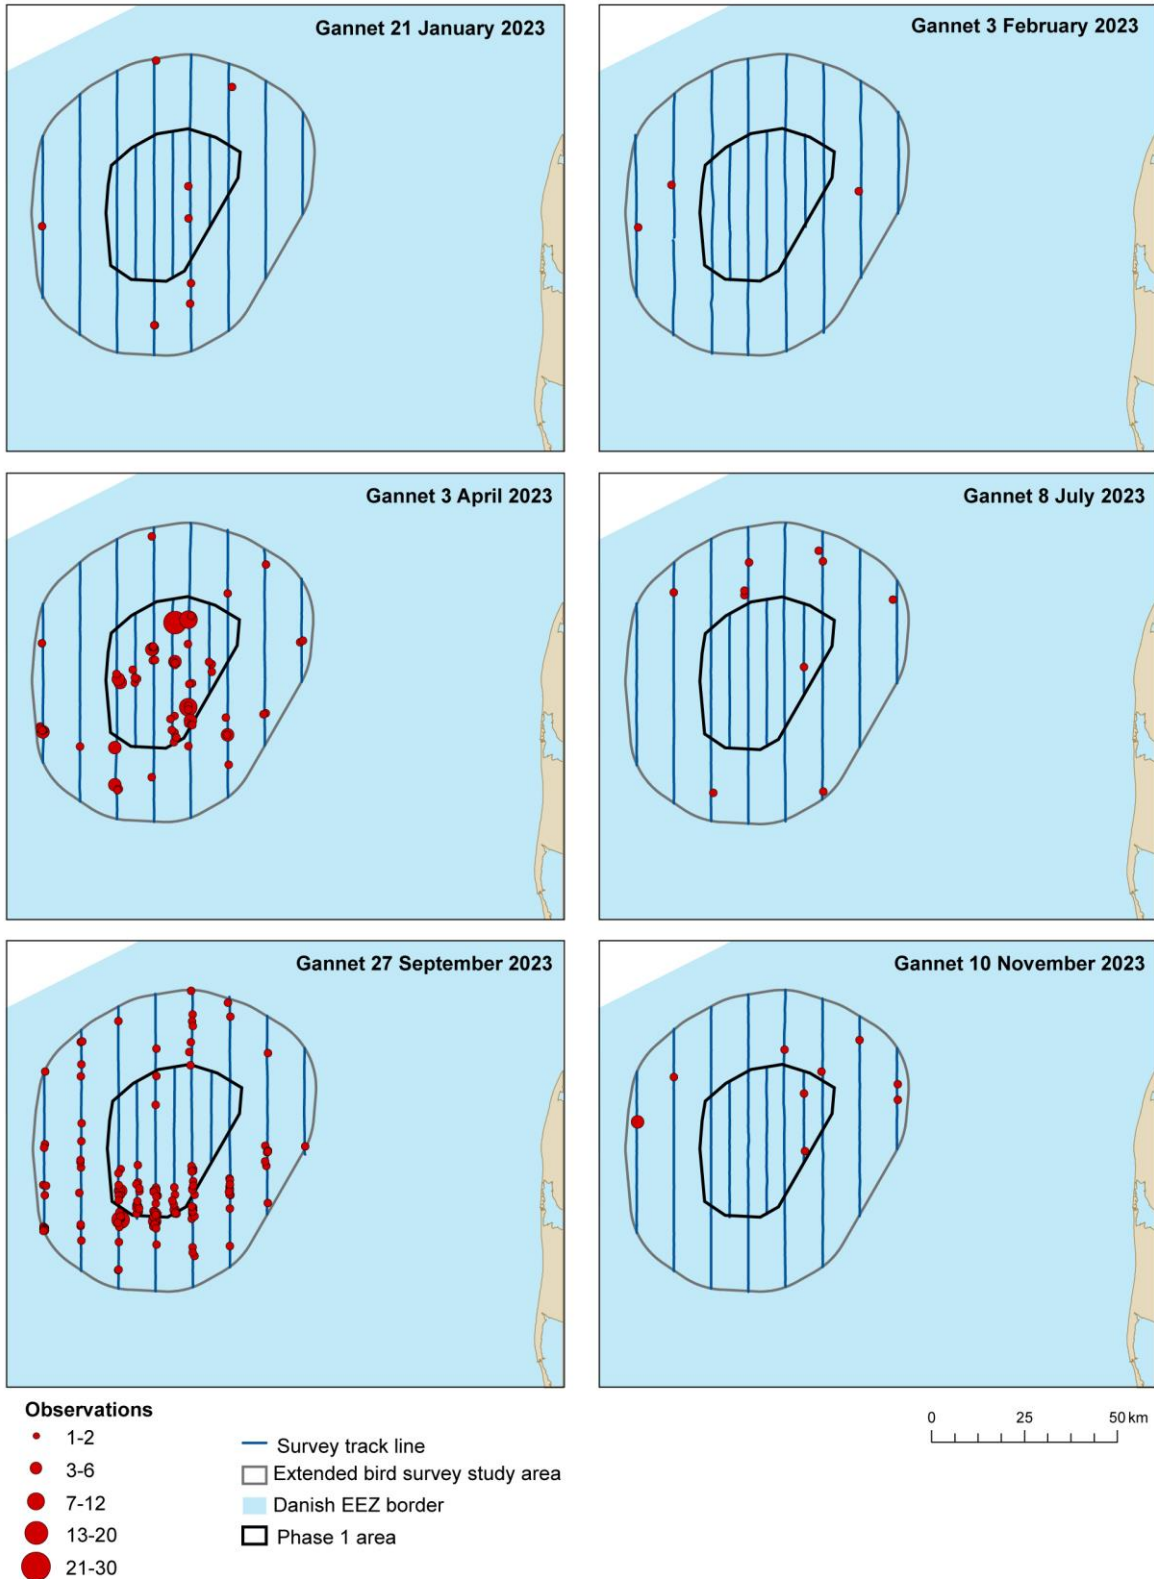 Gannet 21 January 2023
Gannet 3 February 2023
Gannet 3 April 2023
Gannet 8 July 2023
Gannet 27 September 2023
Gannet 10 November 2023
Observations
1-2
3-6
7-12
13-20
21-30
Survey track line
Extended bird survey study area
Danish EEZ border
Phase 1 area
0 25 50 km